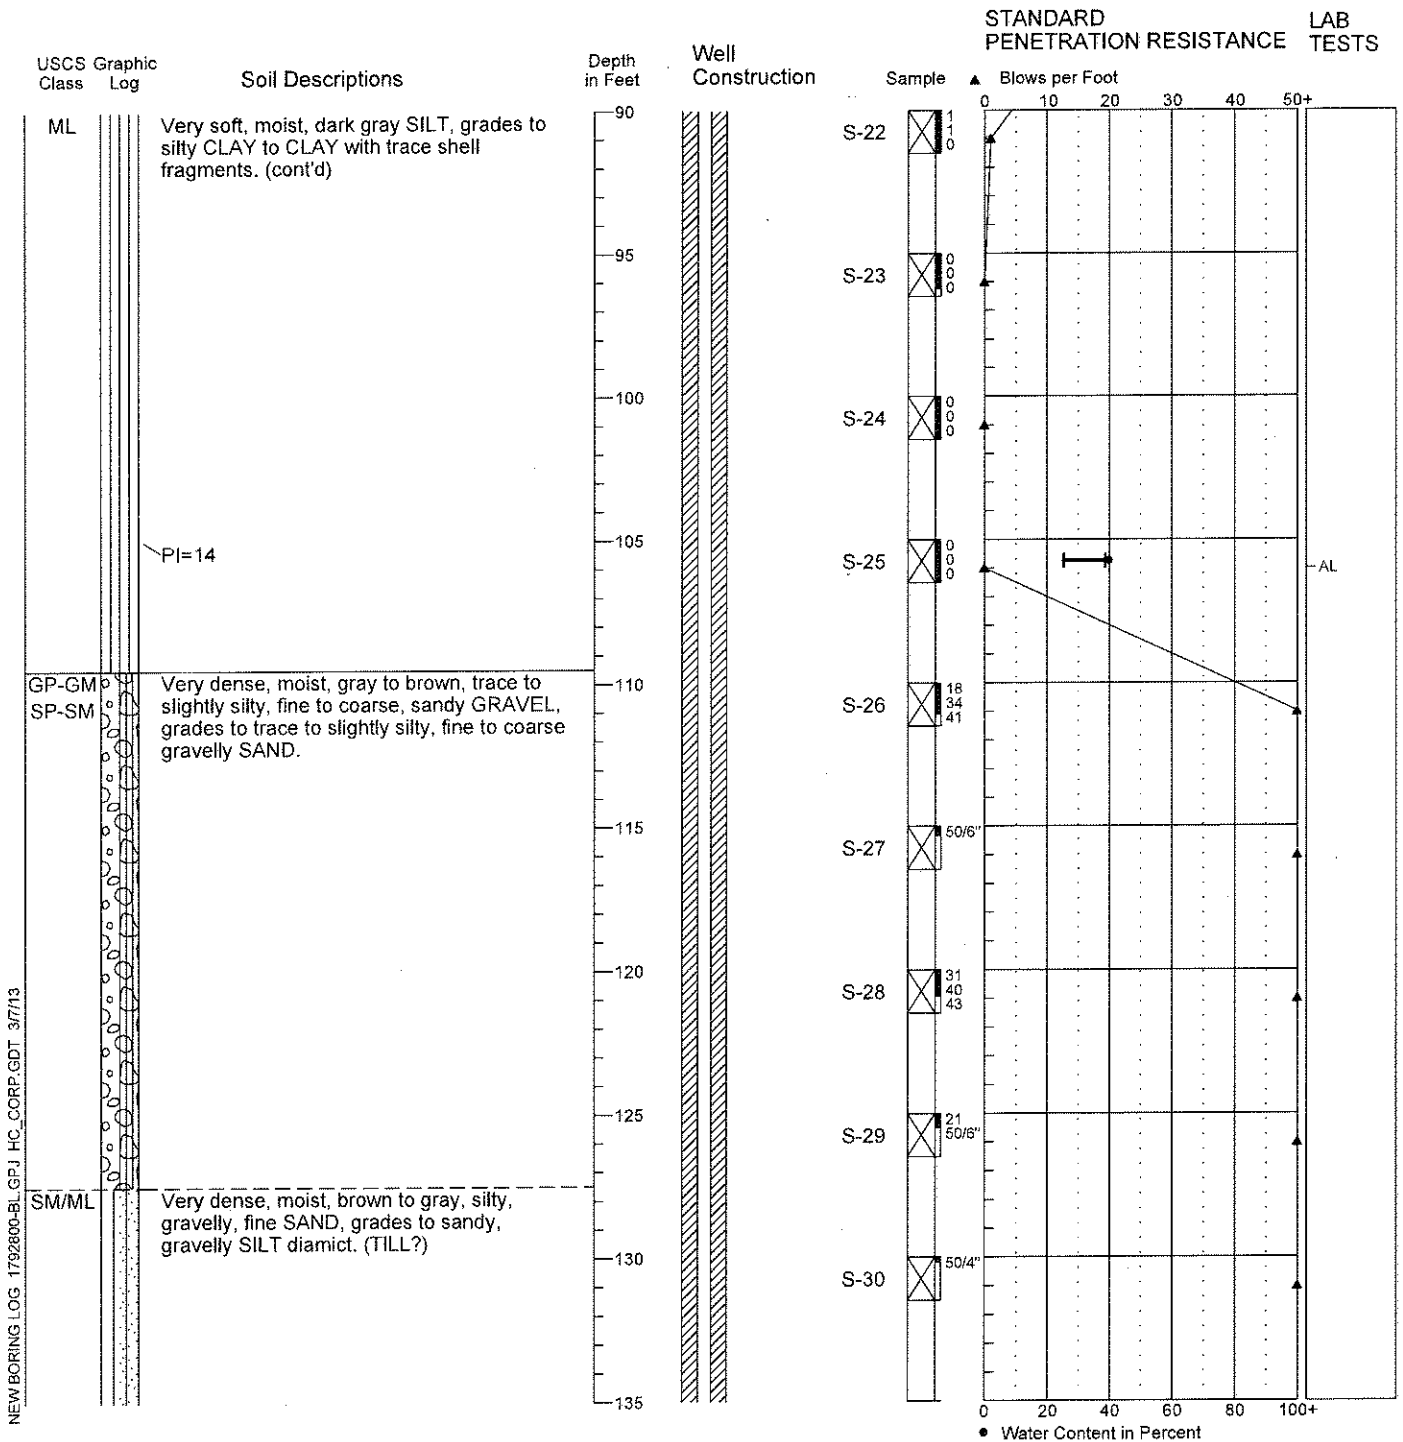 STANDARD
PENETRATION RESISTANCE
LAB
TESTS
USCS
Class
Graphic
Log
Soil Descriptions
Depth
in Feet
Well
Construction
Sample
▲ Blows per Foot
0 10 20 30 40 50+
ML
Very soft, moist, dark gray SILT, grades to
silty CLAY to CLAY with trace shell
fragments. (cont'd)
90
S-22
1
1
0
95
S-23
0
0
0
100
S-24
0
0
0
PI=14
105
S-25
0
0
0
AL
GP-GM
SP-SM
Very dense, moist, gray to brown, trace to
slightly silty, fine to coarse, sandy GRAVEL,
grades to trace to slightly silty, fine to coarse
gravelly SAND.
110
S-26
18
34
41
115
S-27
50/6"
120
S-28
31
40
43
125
S-29
21
50/6"
SM/ML
Very dense, moist, brown to gray, silty,
gravelly, fine SAND, grades to sandy,
gravelly SILT diamict. (TILL?)
130
S-30
50/4"
135
0 20 40 60 80 100+
● Water Content in Percent
NEW BORING LOG 1792800-BL.GPJ HC_CORP.GDT 3/7/13